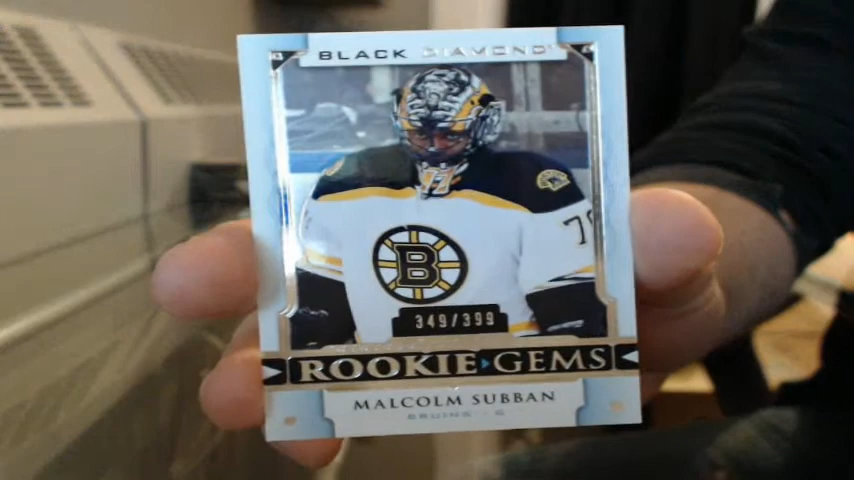 BLACK DIAMOND
B
349/399
ROOKIE GEMS
MALCOLM SUBBAN
BRUINS G